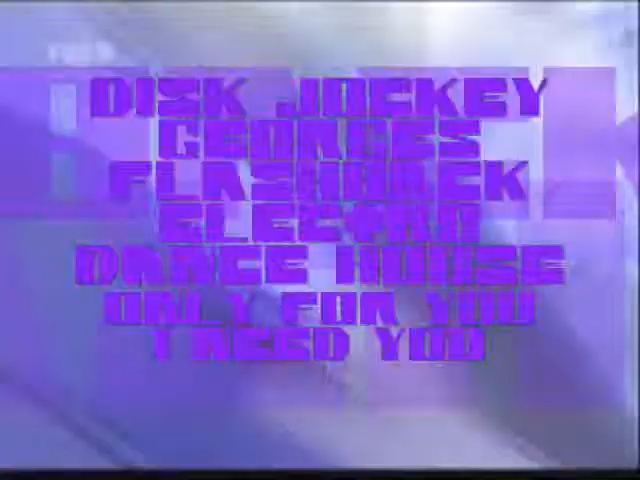 DISK JOCKEY
GEORGES
FLASHBACK
ELECTRO
DANCE HOUSE
ONLY FOR YOU
I NEED YOU